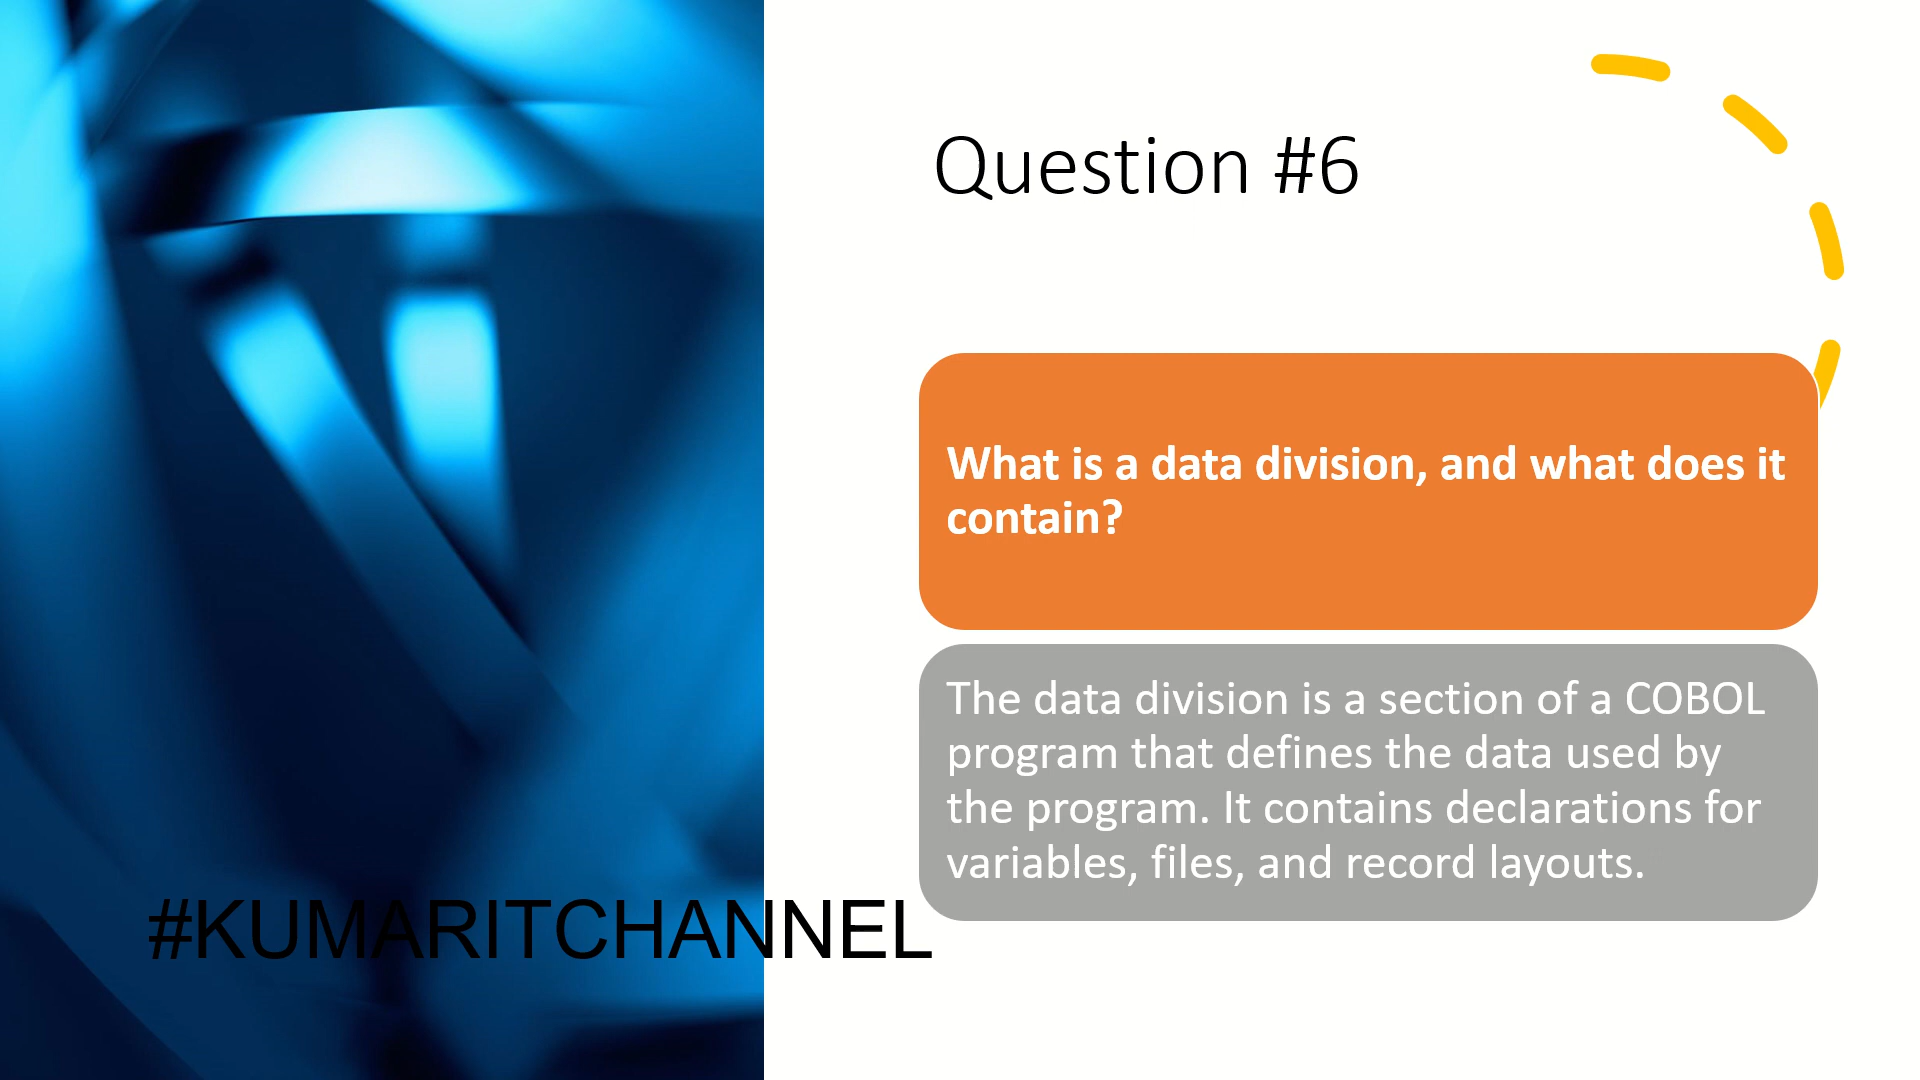 Question #6
What is a data division, and what does it
contain?
The data division is a section of a COBOL
program that defines the data used by
the program. It contains declarations for
variables, files, and record layouts.
#KUMARITCHANNEL